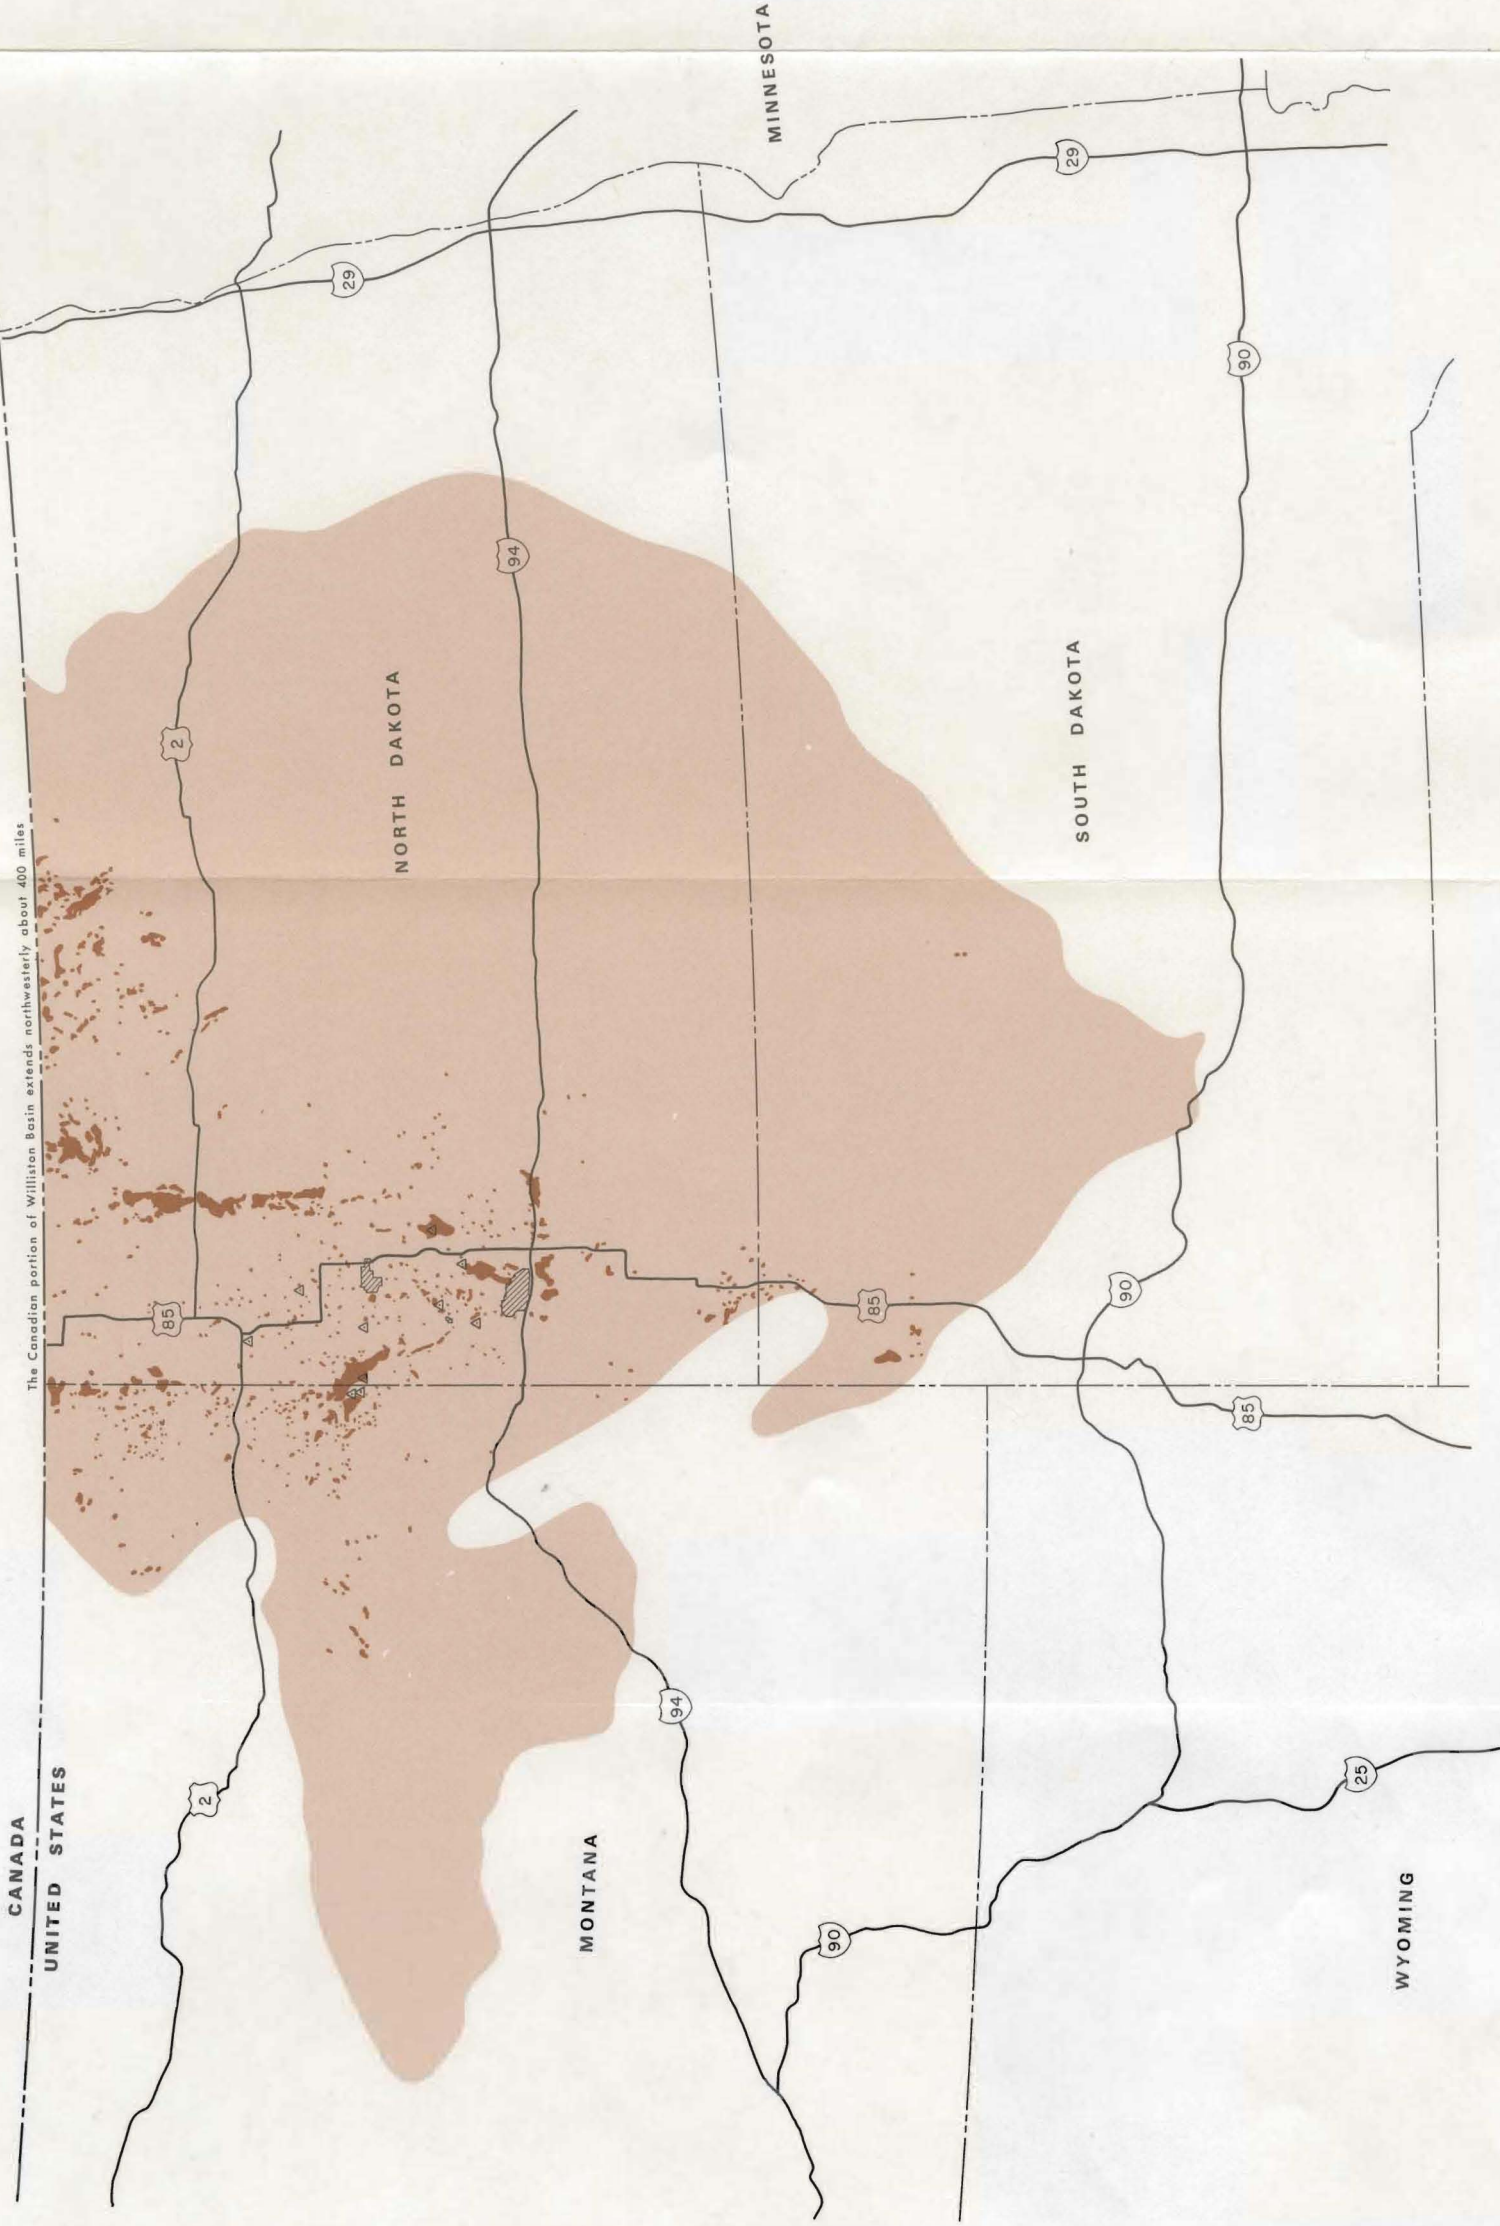 CANADA
UNITED STATES
The Canadian portion of Williston Basin extends northwesterly about 400 miles
2
85
2
29
NORTH DAKOTA
94
MINNESOTA
MONTANA
94
85
29
90
SOUTH DAKOTA
90
90
85
25
WYOMING